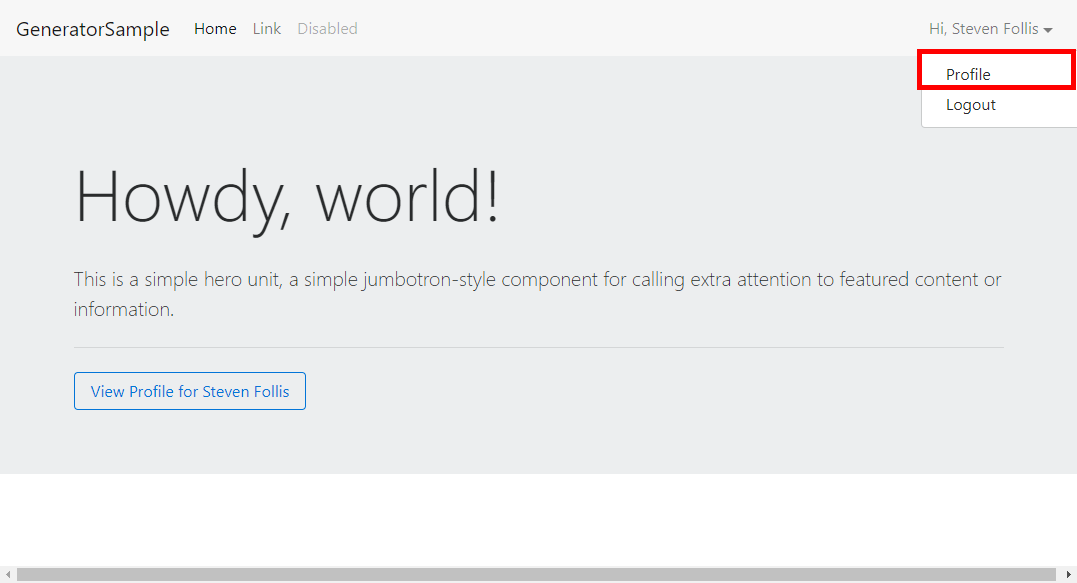 GeneratorSample Home Link Disabled Hi, Steven Follis
Profile
Logout
Howdy, world!
This is a simple hero unit, a simple jumbotron-style component for calling extra attention to featured content or
information.
View Profile for Steven Follis